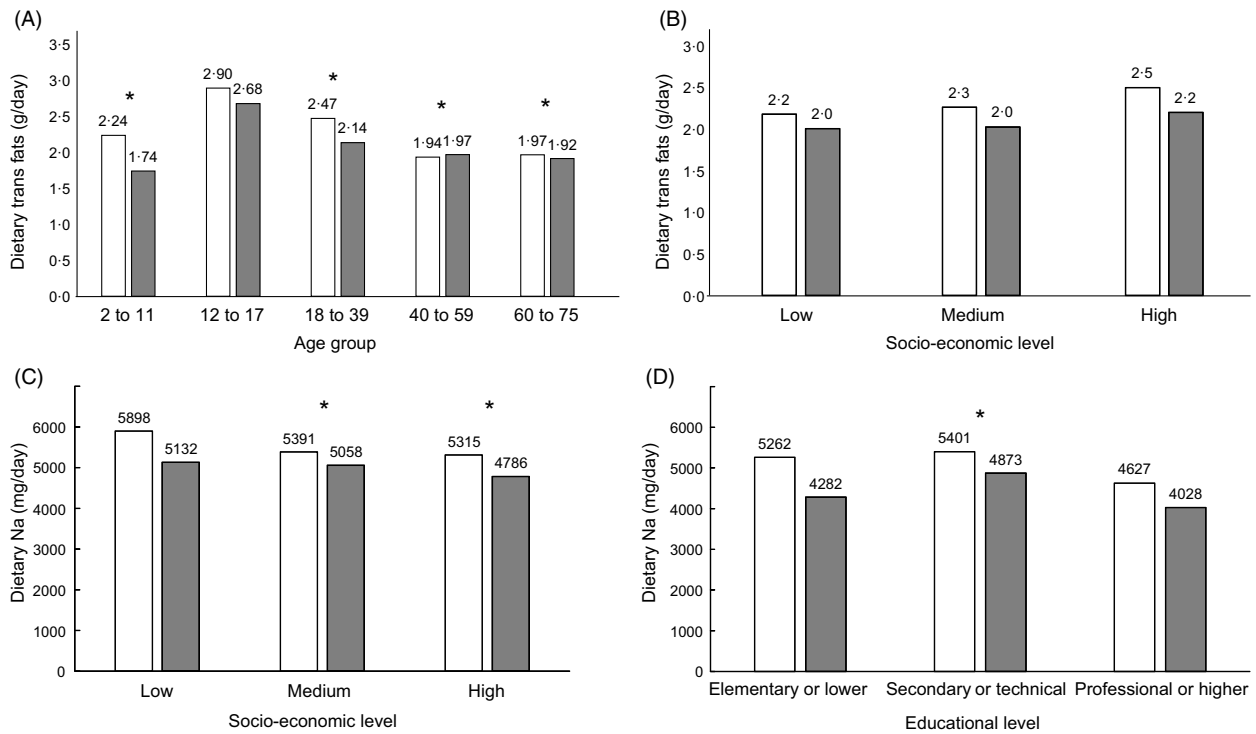 (A)
Dietary trans fats (g/day)
3·5
3·0
2·5
2·0
1·5
1·0
0·5
0·0
*
*
*
*
2·24
1·74
2·90
2·68
2·47
2·14
1·94
1·97
1·97
1·92
2 to 11
12 to 17
18 to 39
40 to 59
60 to 75
Age group
(B)
Dietary trans fats (g/day)
3·0
2·5
2·0
1·5
1·0
0·5
0·0
2·2
2·0
2·3
2·0
2·5
2·2
Low
Medium
High
Socio-economic level
(C)
Dietary Na (mg/day)
6000
5000
4000
3000
2000
1000
0
*
*
5898
5132
5391
5058
5315
4786
Low
Medium
High
Socio-economic level
(D)
Dietary Na (mg/day)
6000
5000
4000
3000
2000
1000
0
*
5262
4282
5401
4873
4627
4028
Elementary or lower
Secondary or technical
Professional or higher
Educational level